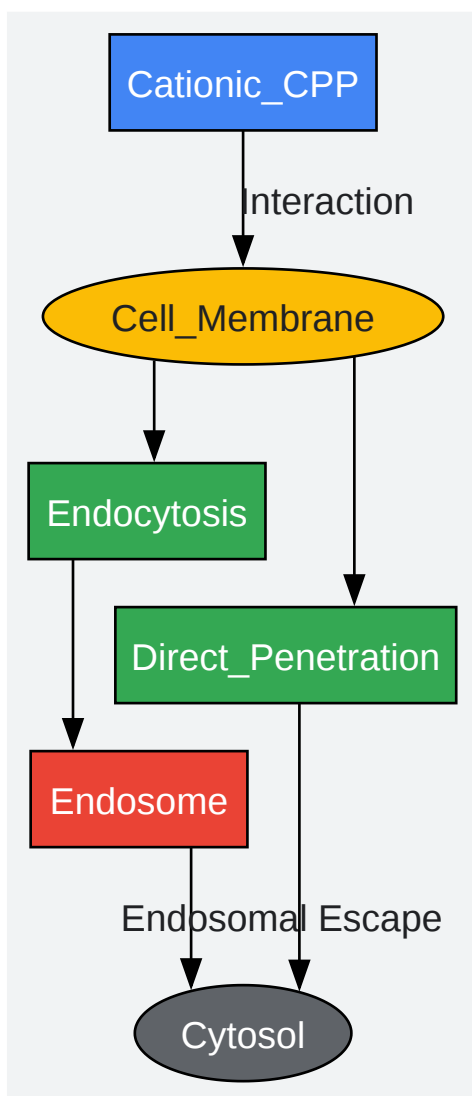 Cationic_CPP
Interaction
Cell_Membrane
Endocytosis
Direct_Penetration
Endosome
Endosomal Escape
Cytosol